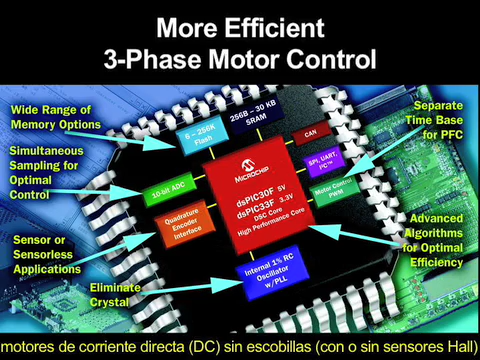 More Efficient
3-Phase Motor Control
Wide Range of
Memory Options
Simultaneous
Sampling for
Optimal
Control
Sensor or
Sensorless
Applications
Eliminate
Crystal
6 – 256K
Flash
256B – 30 KB
SRAM
CAN
SPI, UART,
I²C™
Motor Control
PWM
10-bit ADC
Quadrature
Encoder
Interface
MICROCHIP
dsPIC30F 5V
dsPIC33F 3.3V
DSC Core
High Performance Core
Internal 1% RC
Oscillator
w/PLL
Separate
Time Base
for PFC
Advanced
Algorithms
for Optimal
Efficiency
motores de corriente directa (DC) sin escobillas (con o sin sensores Hall)